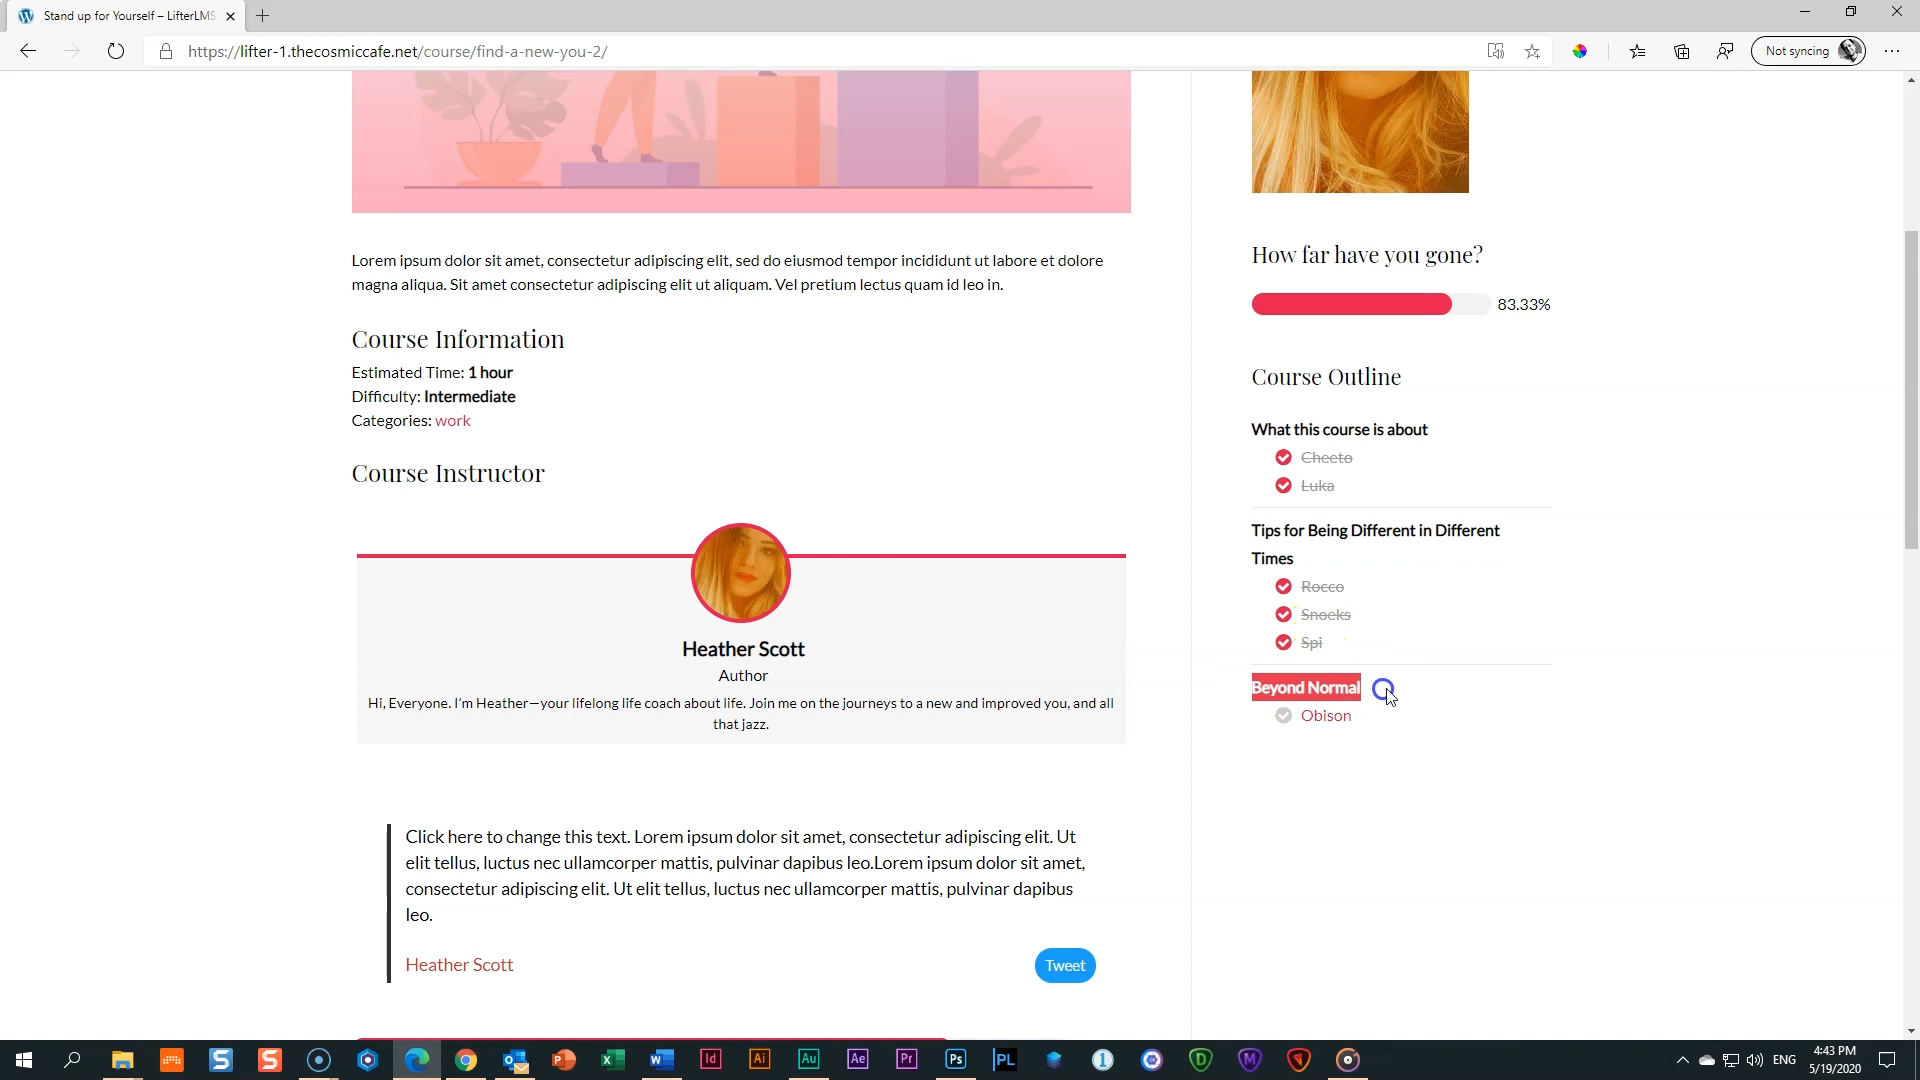 Stand up for Yourself – LifterLMS
https://lifter-1.thecosmiccafe.net/course/find-a-new-you-2/
Not syncing
Lorem ipsum dolor sit amet, consectetur adipiscing elit, sed do eiusmod tempor incididunt ut labore et dolore
magna aliqua. Sit amet consectetur adipiscing elit ut aliquam. Vel pretium lectus quam id leo in.
Course Information
Estimated Time: 1 hour
Difficulty: Intermediate
Categories: work
Course Instructor
Heather Scott
Author
Hi, Everyone. I'm Heather—your lifelong life coach about life. Join me on the journeys to a new and improved you, and all
that jazz.
Click here to change this text. Lorem ipsum dolor sit amet, consectetur adipiscing elit. Ut
elit tellus, luctus nec ullamcorper mattis, pulvinar dapibus leo.Lorem ipsum dolor sit amet,
consectetur adipiscing elit. Ut elit tellus, luctus nec ullamcorper mattis, pulvinar dapibus
leo.
Heather Scott
Tweet
How far have you gone?
83.33%
Course Outline
What this course is about
Cheeto
Luka
Tips for Being Different in Different
Times
Rocco
Snoeks
Spi
Beyond Normal
Obison
S
S
Id
Ai
Au
Ae
Pr
Ps
PL
ENG
4:43 PM
5/19/2020